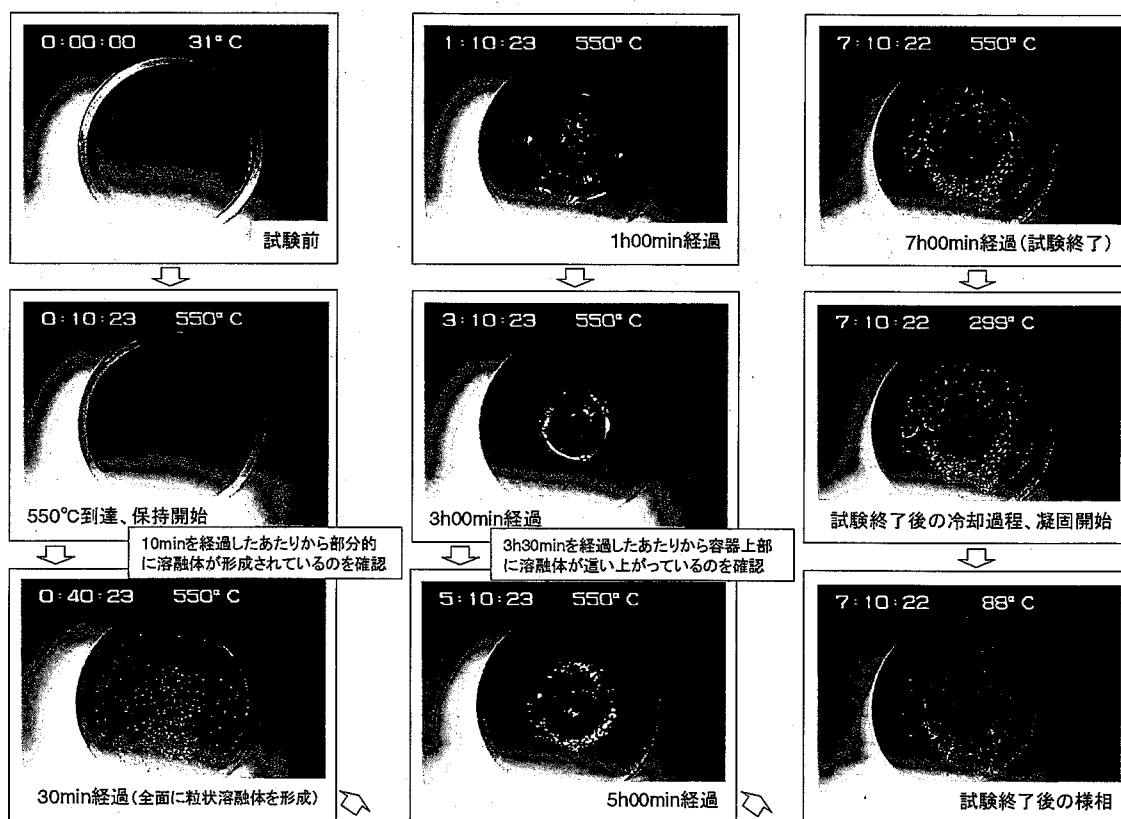 0:00:00 31°C
試験前
0:10:23 550°C
550℃到達、保持開始
10minを経過したあたりから部分的
に溶融体が形成されているのを確認
0:40:23 550°C
30min経過(全面に粒状溶融体を形成)
1:10:23 550°C
1h00min経過
3:10:23 550°C
3h00min経過
3h30minを経過したあたりから容器上部
に溶融体が這い上がっているのを確認
5:10:23 550°C
5h00min経過
7:10:22 550°C
7h00min経過(試験終了)
7:10:22 299°C
試験終了後の冷却過程、凝固開始
7:10:22 88°C
試験終了後の様相